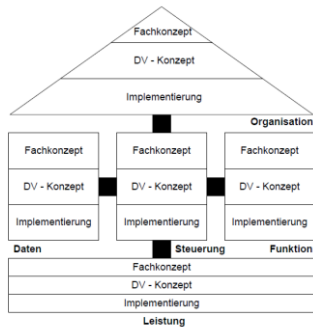 Fachkonzept
DV - Konzept
Implementierung
Organisation
Fachkonzept Fachkonzept Fachkonzept
DV - Konzept DV - Konzept DV - Konzept
Implementierung Implementierung Implementierung
Daten Steuerung Funktion
Fachkonzept
DV - Konzept
Implementierung
Leistung